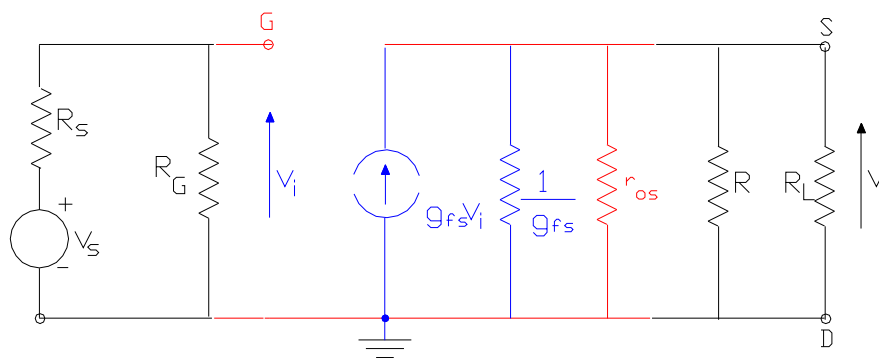 G
S
R_S
R_G
V_i
+
V_S
-
g_fs V_i
1
g_fs
r_os
R
R_L
V
D